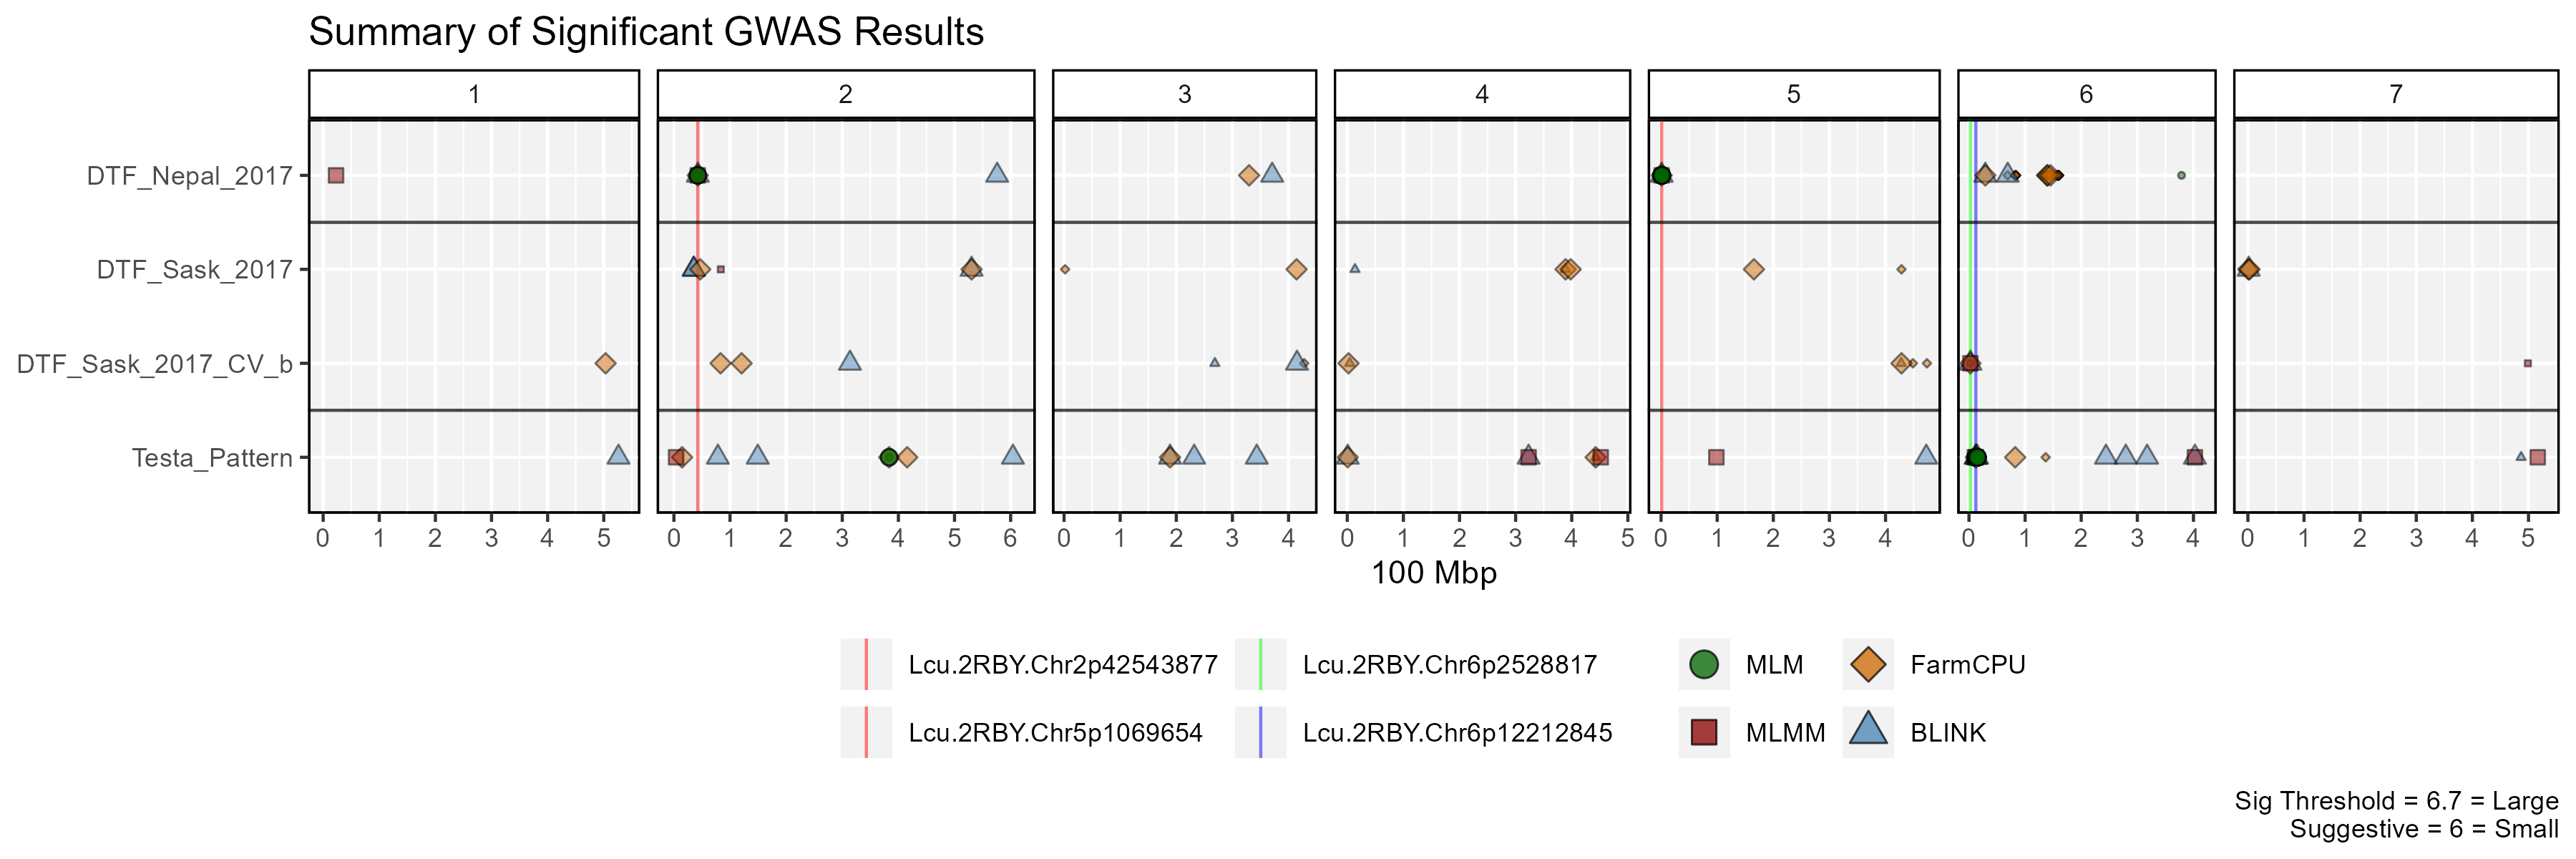 Summary of Significant GWAS Results
1 2 3 4 5 6 7
DTF_Nepal_2017
DTF_Sask_2017
DTF_Sask_2017_CV_b
Testa_Pattern
0 1 2 3 4 5 0 1 2 3 4 5 6 0 1 2 3 4 0 1 2 3 4 5 0 1 2 3 4 0 1 2 3 4 0 1 2 3 4 5
100 Mbp
Lcu.2RBY.Chr2p42543877 Lcu.2RBY.Chr6p2528817 MLM FarmCPU
Lcu.2RBY.Chr5p1069654 Lcu.2RBY.Chr6p12212845 MLMM BLINK
Sig Threshold = 6.7 = Large
Suggestive = 6 = Small